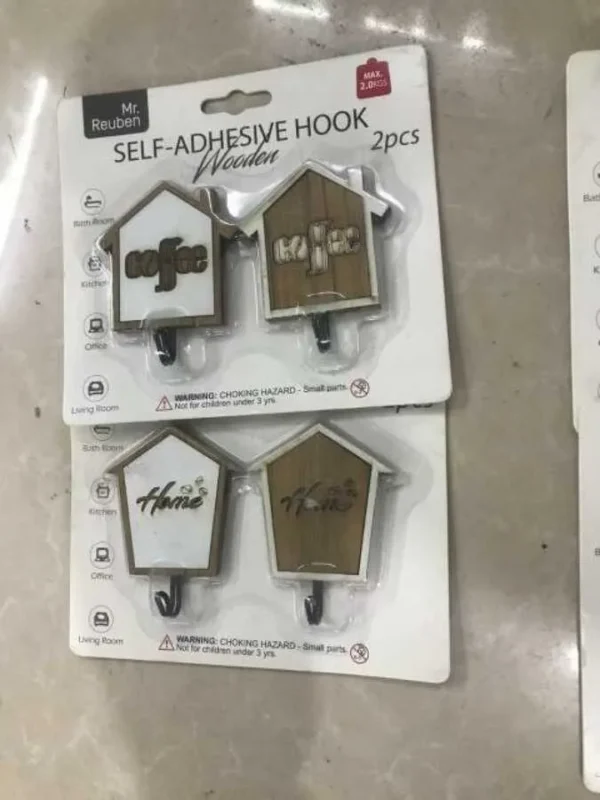 Mr.
Reuben
MAX.
2.0KGS
SELF-ADHESIVE HOOK
Wooden
2pcs
Bath Room
Kitchen
Office
Living Room
coffee
coffee
WARNING: CHOKING HAZARD - Small parts.
Not for children under 3 yrs.
2pcs
Bath Room
Kitchen
Office
Living Room
Home
Home
WARNING: CHOKING HAZARD - Small parts.
Not for children under 3 yrs.